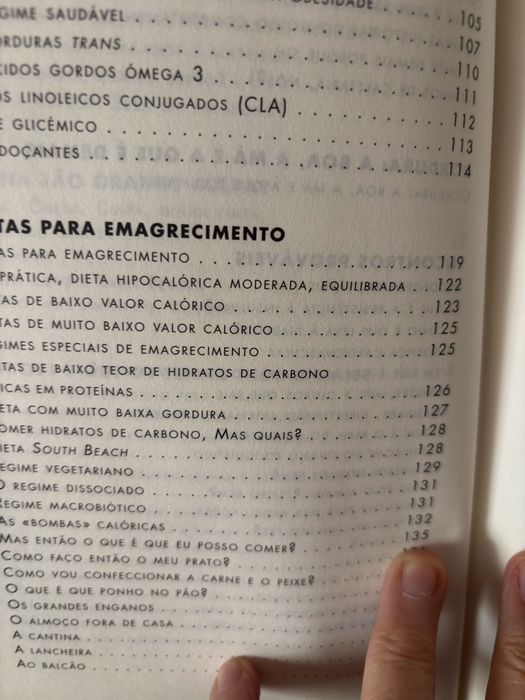 OBESIDADE . . . 105
EGIME SAUDÁVEL . . . . . . . . 107
ORDURAS TRANS . . . . . . . . 110
CIDOS GORDOS ÓMEGA 3 . . . . . . . . 111
OS LINOLEICOS CONJUGADOS (CLA) . . . . . . . . 112
E GLICÉMICO . . . . . . . . 113
DOÇANTES . . . . . . . . 114
TAS PARA EMAGRECIMENTO
AS PARA EMAGRECIMENTO . . . . . . . . 119
PRÁTICA, DIETA HIPOCALÓRICA MODERADA, EQUILIBRADA . . . 122
AS DE BAIXO VALOR CALÓRICO . . . . . . . . 123
TAS DE MUITO BAIXO VALOR CALÓRICO . . . . . . . . 125
GIMES ESPECIAIS DE EMAGRECIMENTO . . . . . . . . 125
ETAS DE BAIXO TEOR DE HIDRATOS DE CARBONO
ICAS EM PROTEÍNAS . . . . . . . . 126
ETA COM MUITO BAIXA GORDURA . . . . . . . . 127
OMER HIDRATOS DE CARBONO, MAS QUAIS? . . . . . . . . 128
IETA SOUTH BEACH . . . . . . . . 128
REGIME VEGETARIANO . . . . . . . . 129
O REGIME DISSOCIADO . . . . . . . . 131
REGIME MACROBIÓTICO . . . . . . . . 131
AS «BOMBAS» CALÓRICAS . . . . . . . . 132
MAS ENTÃO O QUE É QUE EU POSSO COMER? . . . . . . . . 135
COMO FAÇO ENTÃO O MEU PRATO? . . . . . . . .
COMO VOU CONFECCIONAR A CARNE E O PEIXE? . . . . . .
O QUE É QUE PONHO NO PÃO? . . . . . . . .
OS GRANDES ENGANOS . . . . . . . .
O ALMOÇO FORA DE CASA . . . . . . . .
A CANTINA . . . . . . . .
A LANCHEIRA . . . . . . . .
AO BALCÃO . . . . . . . .